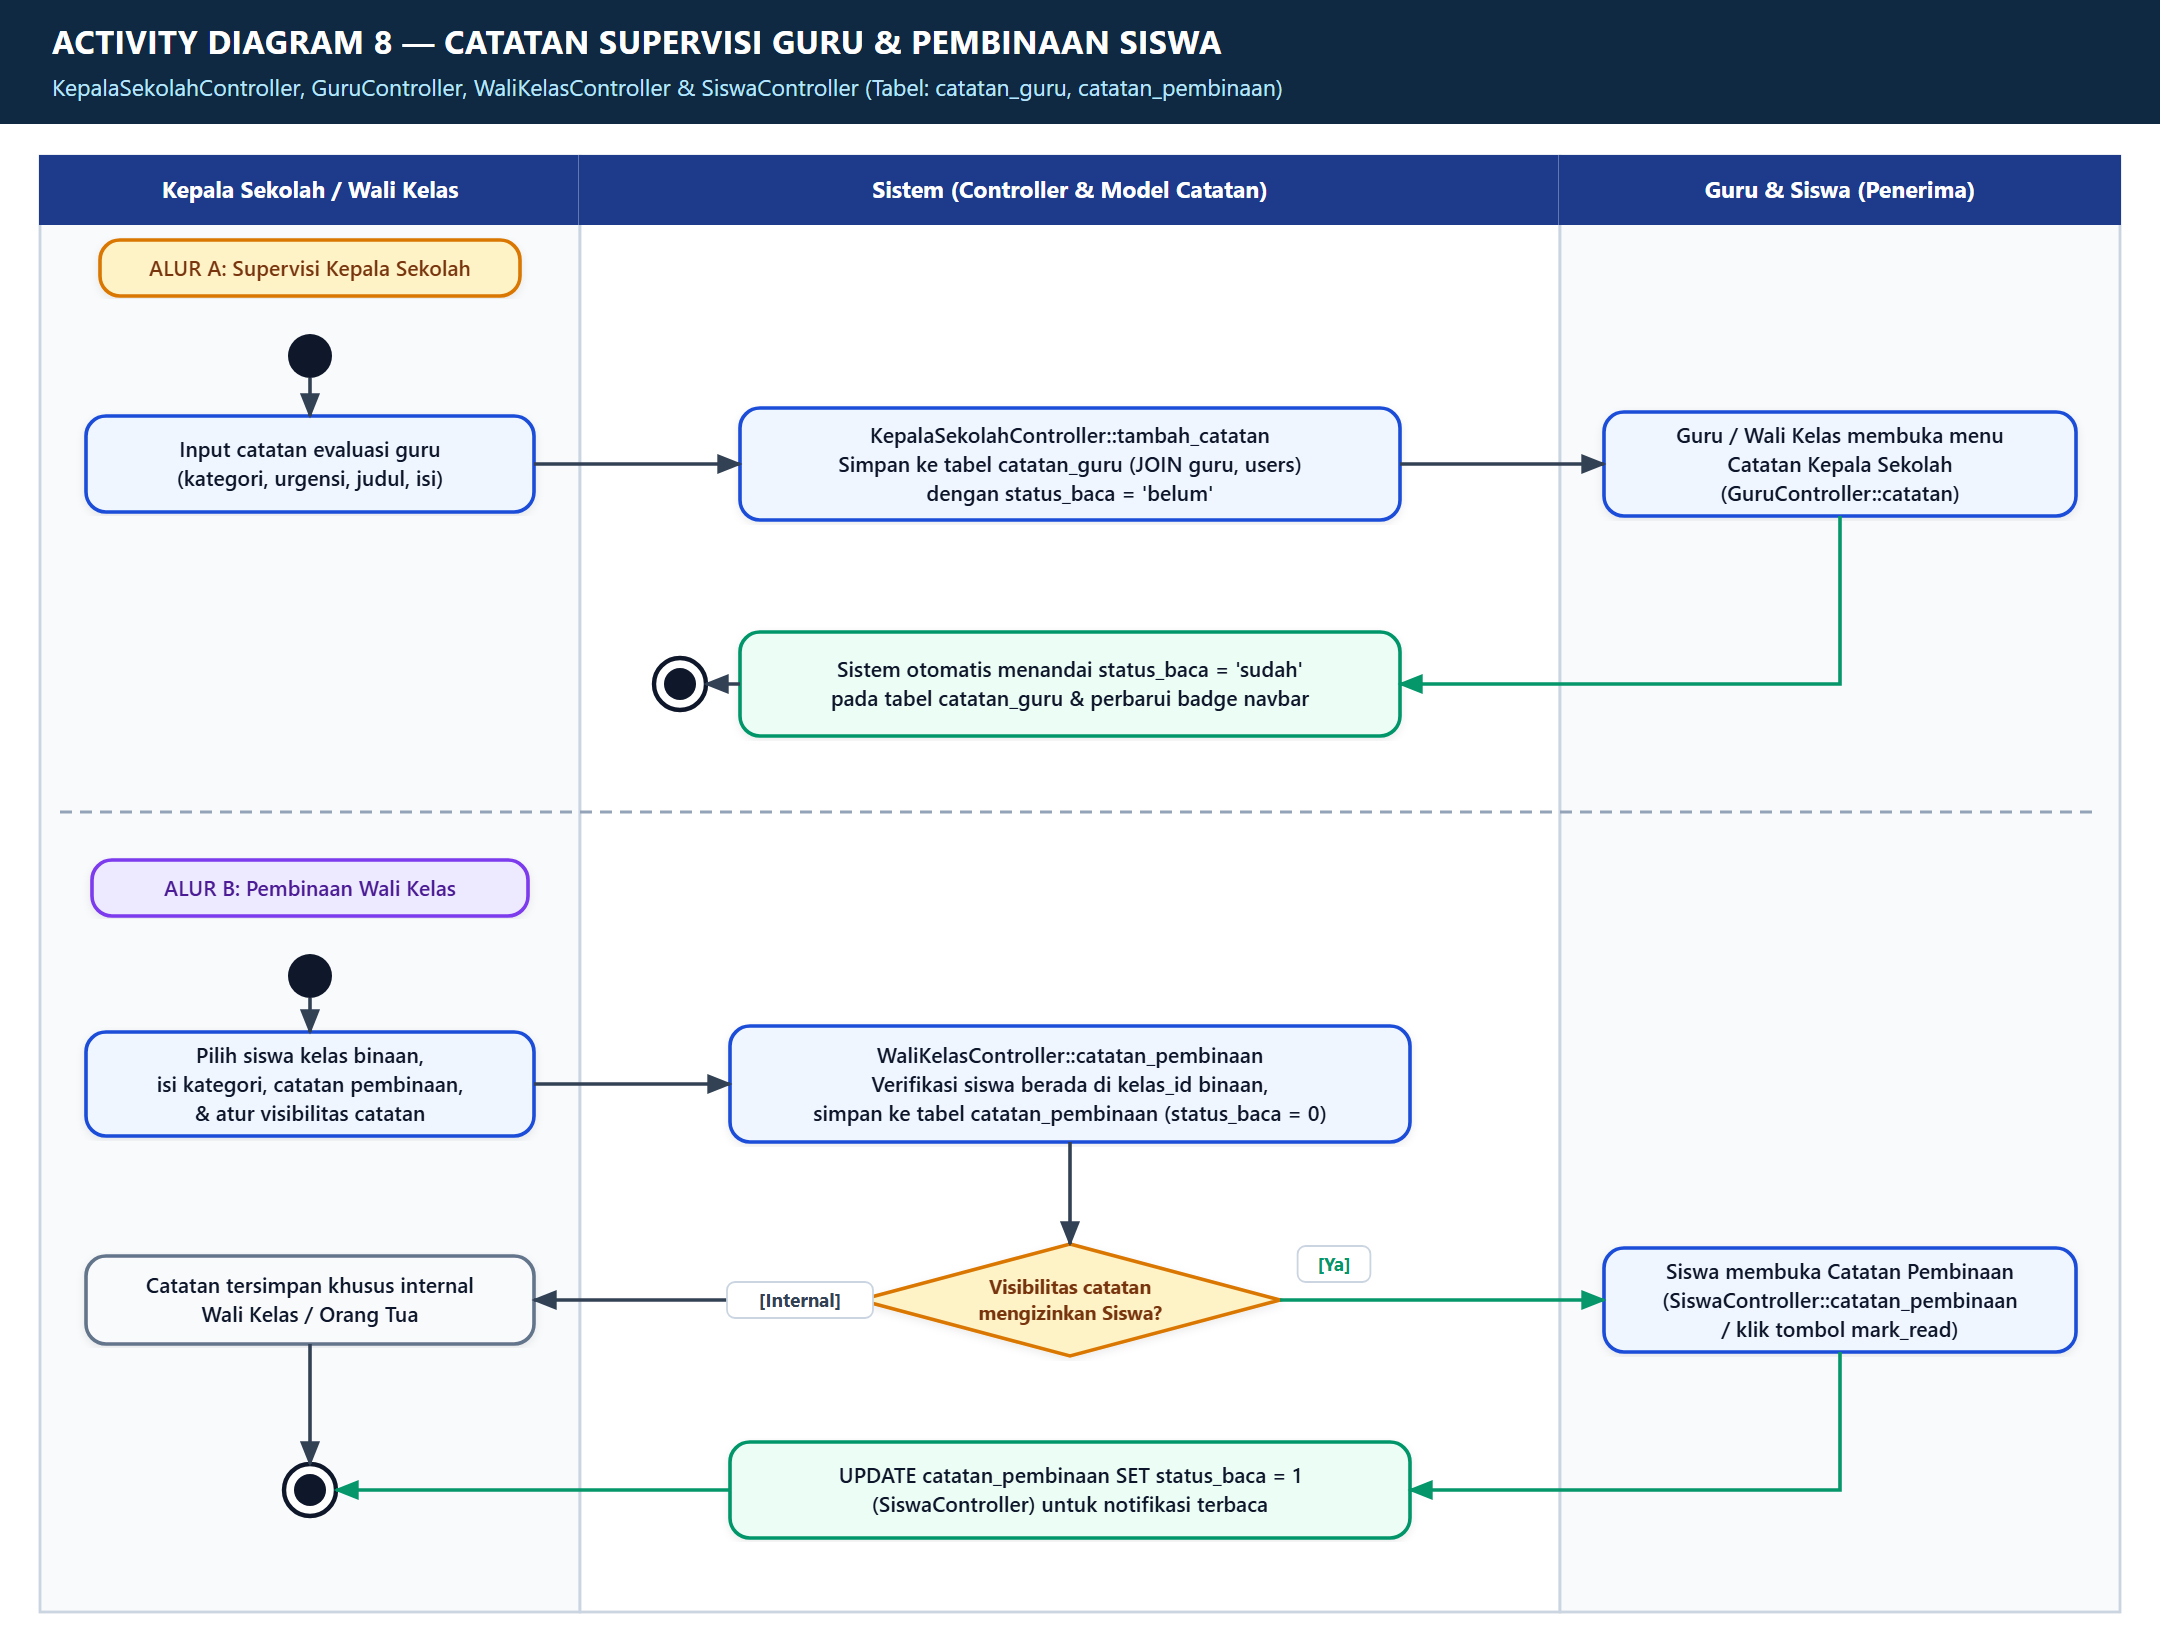 ACTIVITY DIAGRAM 8 — CATATAN SUPERVISI GURU & PEMBINAAN SISWA
KepalaSekolahController, GuruController, WaliKelasController & SiswaController (Tabel: catatan_guru, catatan_pembinaan)
Kepala Sekolah / Wali Kelas
Sistem (Controller & Model Catatan)
Guru & Siswa (Penerima)
ALUR A: Supervisi Kepala Sekolah
Input catatan evaluasi guru
(kategori, urgensi, judul, isi)
KepalaSekolahController::tambah_catatan
Simpan ke tabel catatan_guru (JOIN guru, users)
dengan status_baca = 'belum'
Guru / Wali Kelas membuka menu
Catatan Kepala Sekolah
(GuruController::catatan)
Sistem otomatis menandai status_baca = 'sudah'
pada tabel catatan_guru & perbarui badge navbar
ALUR B: Pembinaan Wali Kelas
Pilih siswa kelas binaan,
isi kategori, catatan pembinaan,
& atur visibilitas catatan
WaliKelasController::catatan_pembinaan
Verifikasi siswa berada di kelas_id binaan,
simpan ke tabel catatan_pembinaan (status_baca = 0)
Catatan tersimpan khusus internal
Wali Kelas / Orang Tua
[Internal]
Visibilitas catatan
mengizinkan Siswa?
[Ya]
Siswa membuka Catatan Pembinaan
(SiswaController::catatan_pembinaan
/ klik tombol mark_read)
UPDATE catatan_pembinaan SET status_baca = 1
(SiswaController) untuk notifikasi terbaca